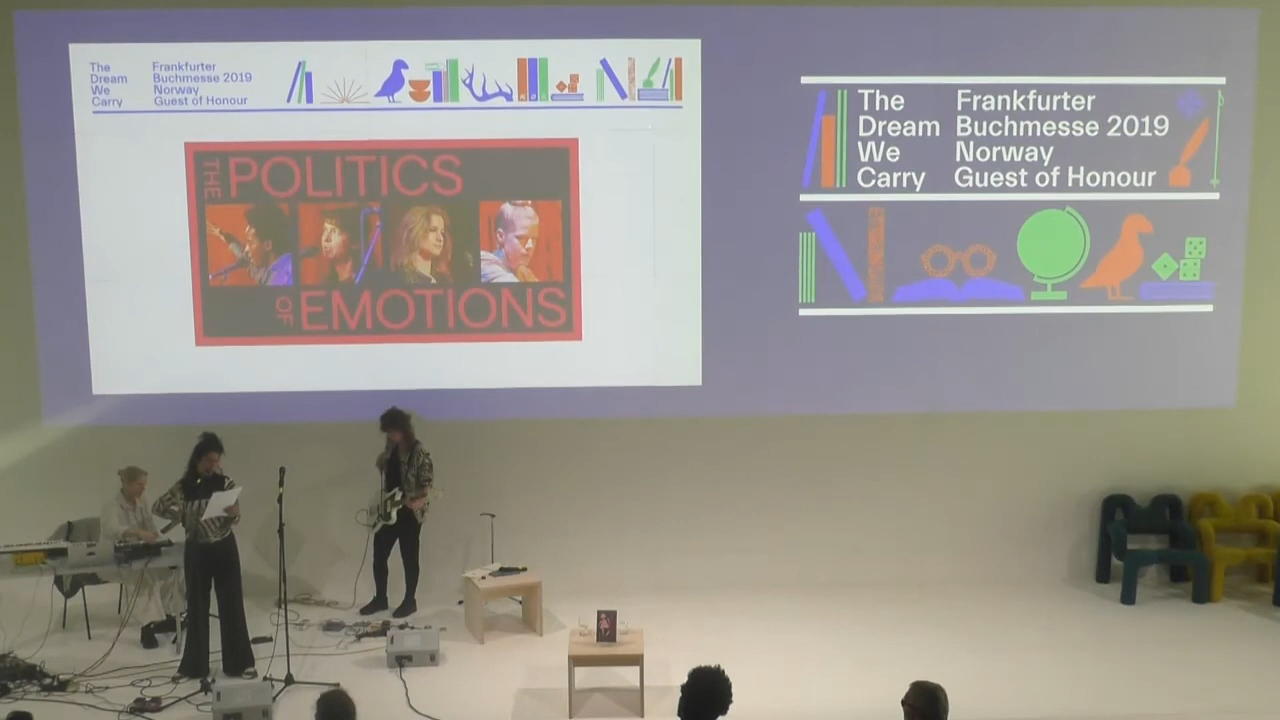 The
Dream
We
Carry
Frankfurter
Buchmesse 2019
Norway
Guest of Honour
THE POLITICS
OF EMOTIONS
The
Dream
We
Carry
Frankfurter
Buchmesse 2019
Norway
Guest of Honour